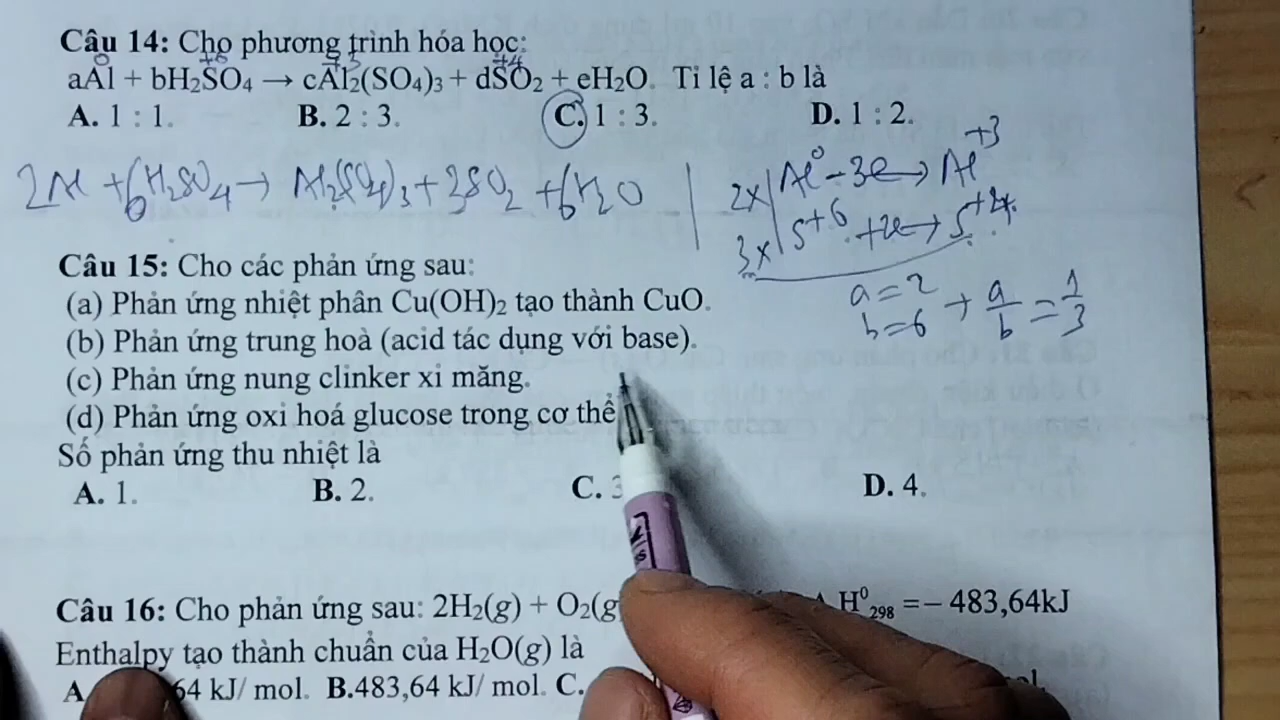 Câu 14: Cho phương trình hóa học:
0 +6 +3 +4
aAl + bH₂SO₄ → cAl₂(SO₄)₃ + dSO₂ + eH₂O. Tỉ lệ a : b là
A. 1 : 1. B. 2 : 3. C. 1 : 3. D. 1 : 2.
2Al + 6H₂SO₄ → Al₂(SO₄)₃ + 3SO₂ + 6H₂O
2x | Al⁰ - 3e → Al⁺³
3x | S⁺⁶ + 2e → S⁺⁴
a = 2
b = 6 → a/b = 1/3
Câu 15: Cho các phản ứng sau:
(a) Phản ứng nhiệt phân Cu(OH)₂ tạo thành CuO.
(b) Phản ứng trung hoà (acid tác dụng với base).
(c) Phản ứng nung clinker xi măng.
(d) Phản ứng oxi hoá glucose trong cơ thể
Số phản ứng thu nhiệt là
A. 1. B. 2. C. 3 D. 4.
Câu 16: Cho phản ứng sau: 2H₂(g) + O₂(g H⁰₂₉₈ = – 483,64kJ
Enthalpy tạo thành chuẩn của H₂O(g) là
A 64 kJ/ mol. B.483,64 kJ/ mol. C.